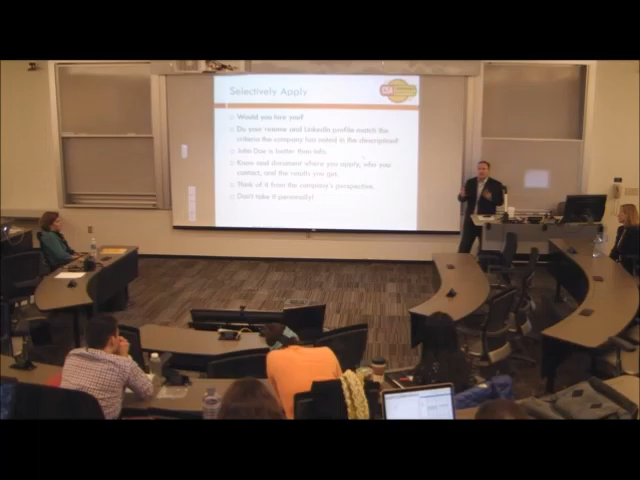 Selectively Apply
CSA
Would you hire you?
Do your resume and LinkedIn profile match the
criteria the company has noted in the description?
John Doe is better than info.
Know and document where you apply, who you
contact, and the results you get.
Think of it from the company's perspective.
Don't take it personally!